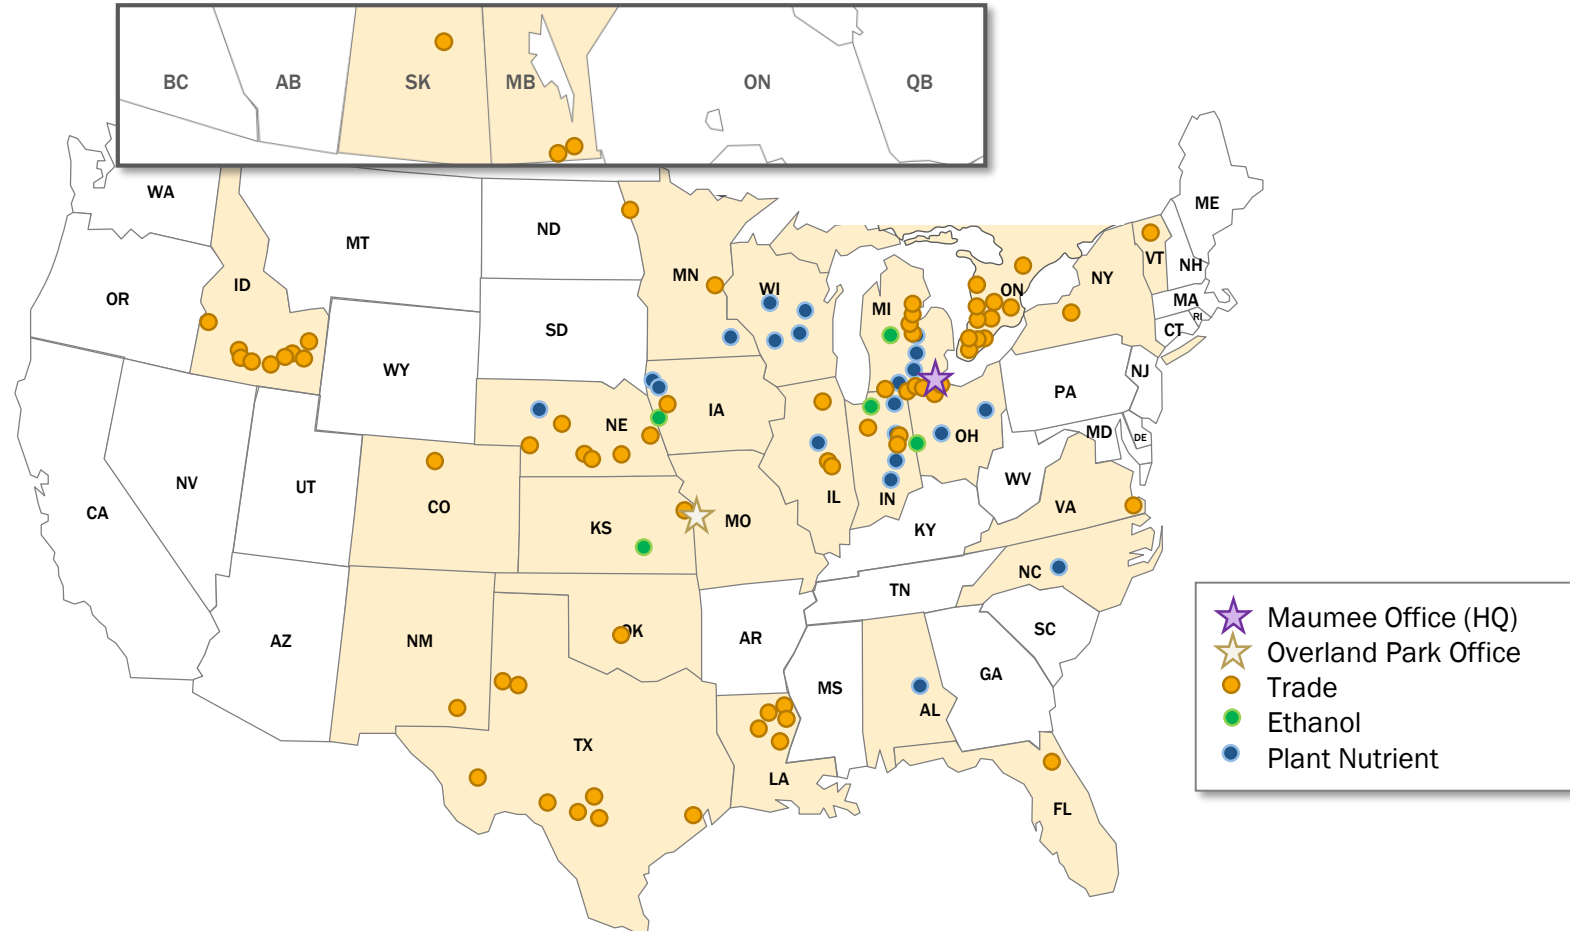 BC
AB
SK
MB
ON
QB
WA
MT
ND
ME
OR
ID
MN
WI
MI
ON
NY
VT
NH
MA
RI
CT
SD
WY
NE
IA
PA
NJ
OH
MD
DE
NV
UT
CA
CO
KS
MO
IL
IN
WV
VA
KY
NC
TN
AZ
NM
OK
AR
SC
MS
AL
GA
TX
LA
FL
Maumee Office (HQ)
Overland Park Office
Trade
Ethanol
Plant Nutrient